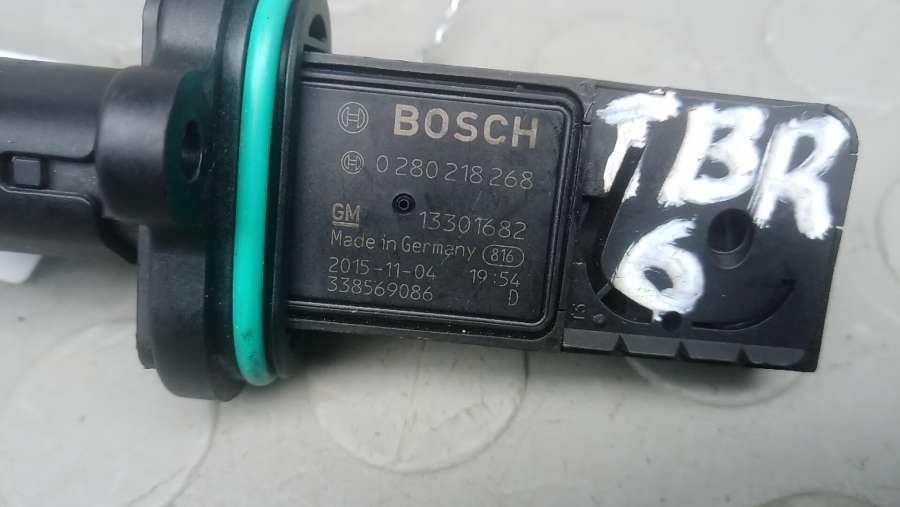 BOSCH
0 280 218 268
GM 13301682
Made in Germany 816
2015-11-04 19:54
338569086 D
TBR
6